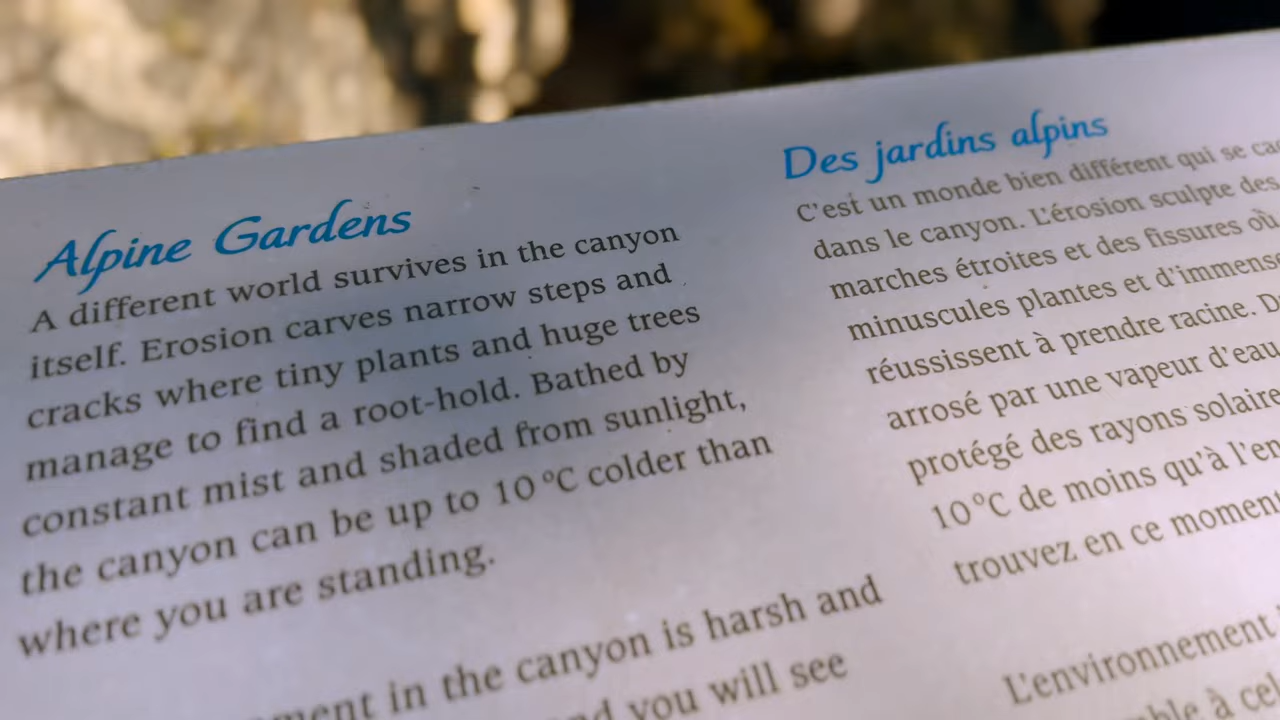 Alpine Gardens
A different world survives in the canyon
itself. Erosion carves narrow steps and
cracks where tiny plants and huge trees
manage to find a root-hold. Bathed by
constant mist and shaded from sunlight,
the canyon can be up to 10 °C colder than
where you are standing.
in the canyon is harsh and
you will see
Des jardins alpins
C'est un monde bien différent qui se
dans le canyon. L'érosion sculpte des
marches étroites et des fissures où
minuscules plantes et d'immense
réussissent à prendre racine.
arrosé par une vapeur d'eau
protégé des rayons solaire
10 °C de moins qu'à
trouvez en ce moment
L'environnement
à